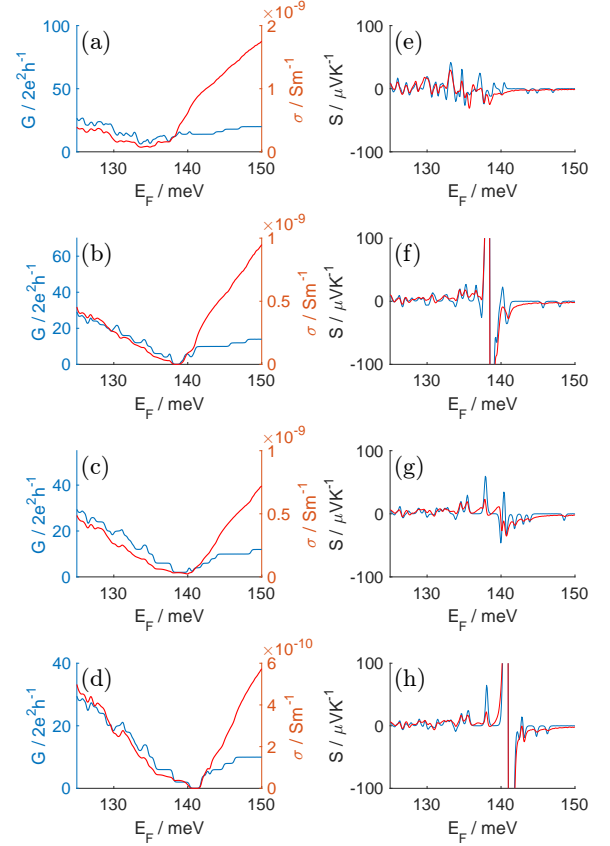 (a)
100
50
0
G / 2e²h⁻¹
×10⁻⁹
2
1
0
σ / Sm⁻¹
130 140 150
E_F / meV
(e)
100
0
-100
S / μVK⁻¹
130 140 150
E_F / meV
(b)
60
40
20
0
G / 2e²h⁻¹
×10⁻⁹
1
0.5
0
σ / Sm⁻¹
130 140 150
E_F / meV
(f)
100
0
-100
S / μVK⁻¹
130 140 150
E_F / meV
(c)
40
20
0
G / 2e²h⁻¹
×10⁻⁹
1
0.5
0
σ / Sm⁻¹
130 140 150
E_F / meV
(g)
100
0
-100
S / μVK⁻¹
130 140 150
E_F / meV
(d)
40
20
0
G / 2e²h⁻¹
×10⁻¹⁰
6
4
2
0
σ / Sm⁻¹
130 140 150
E_F / meV
(h)
100
0
-100
S / μVK⁻¹
130 140 150
E_F / meV